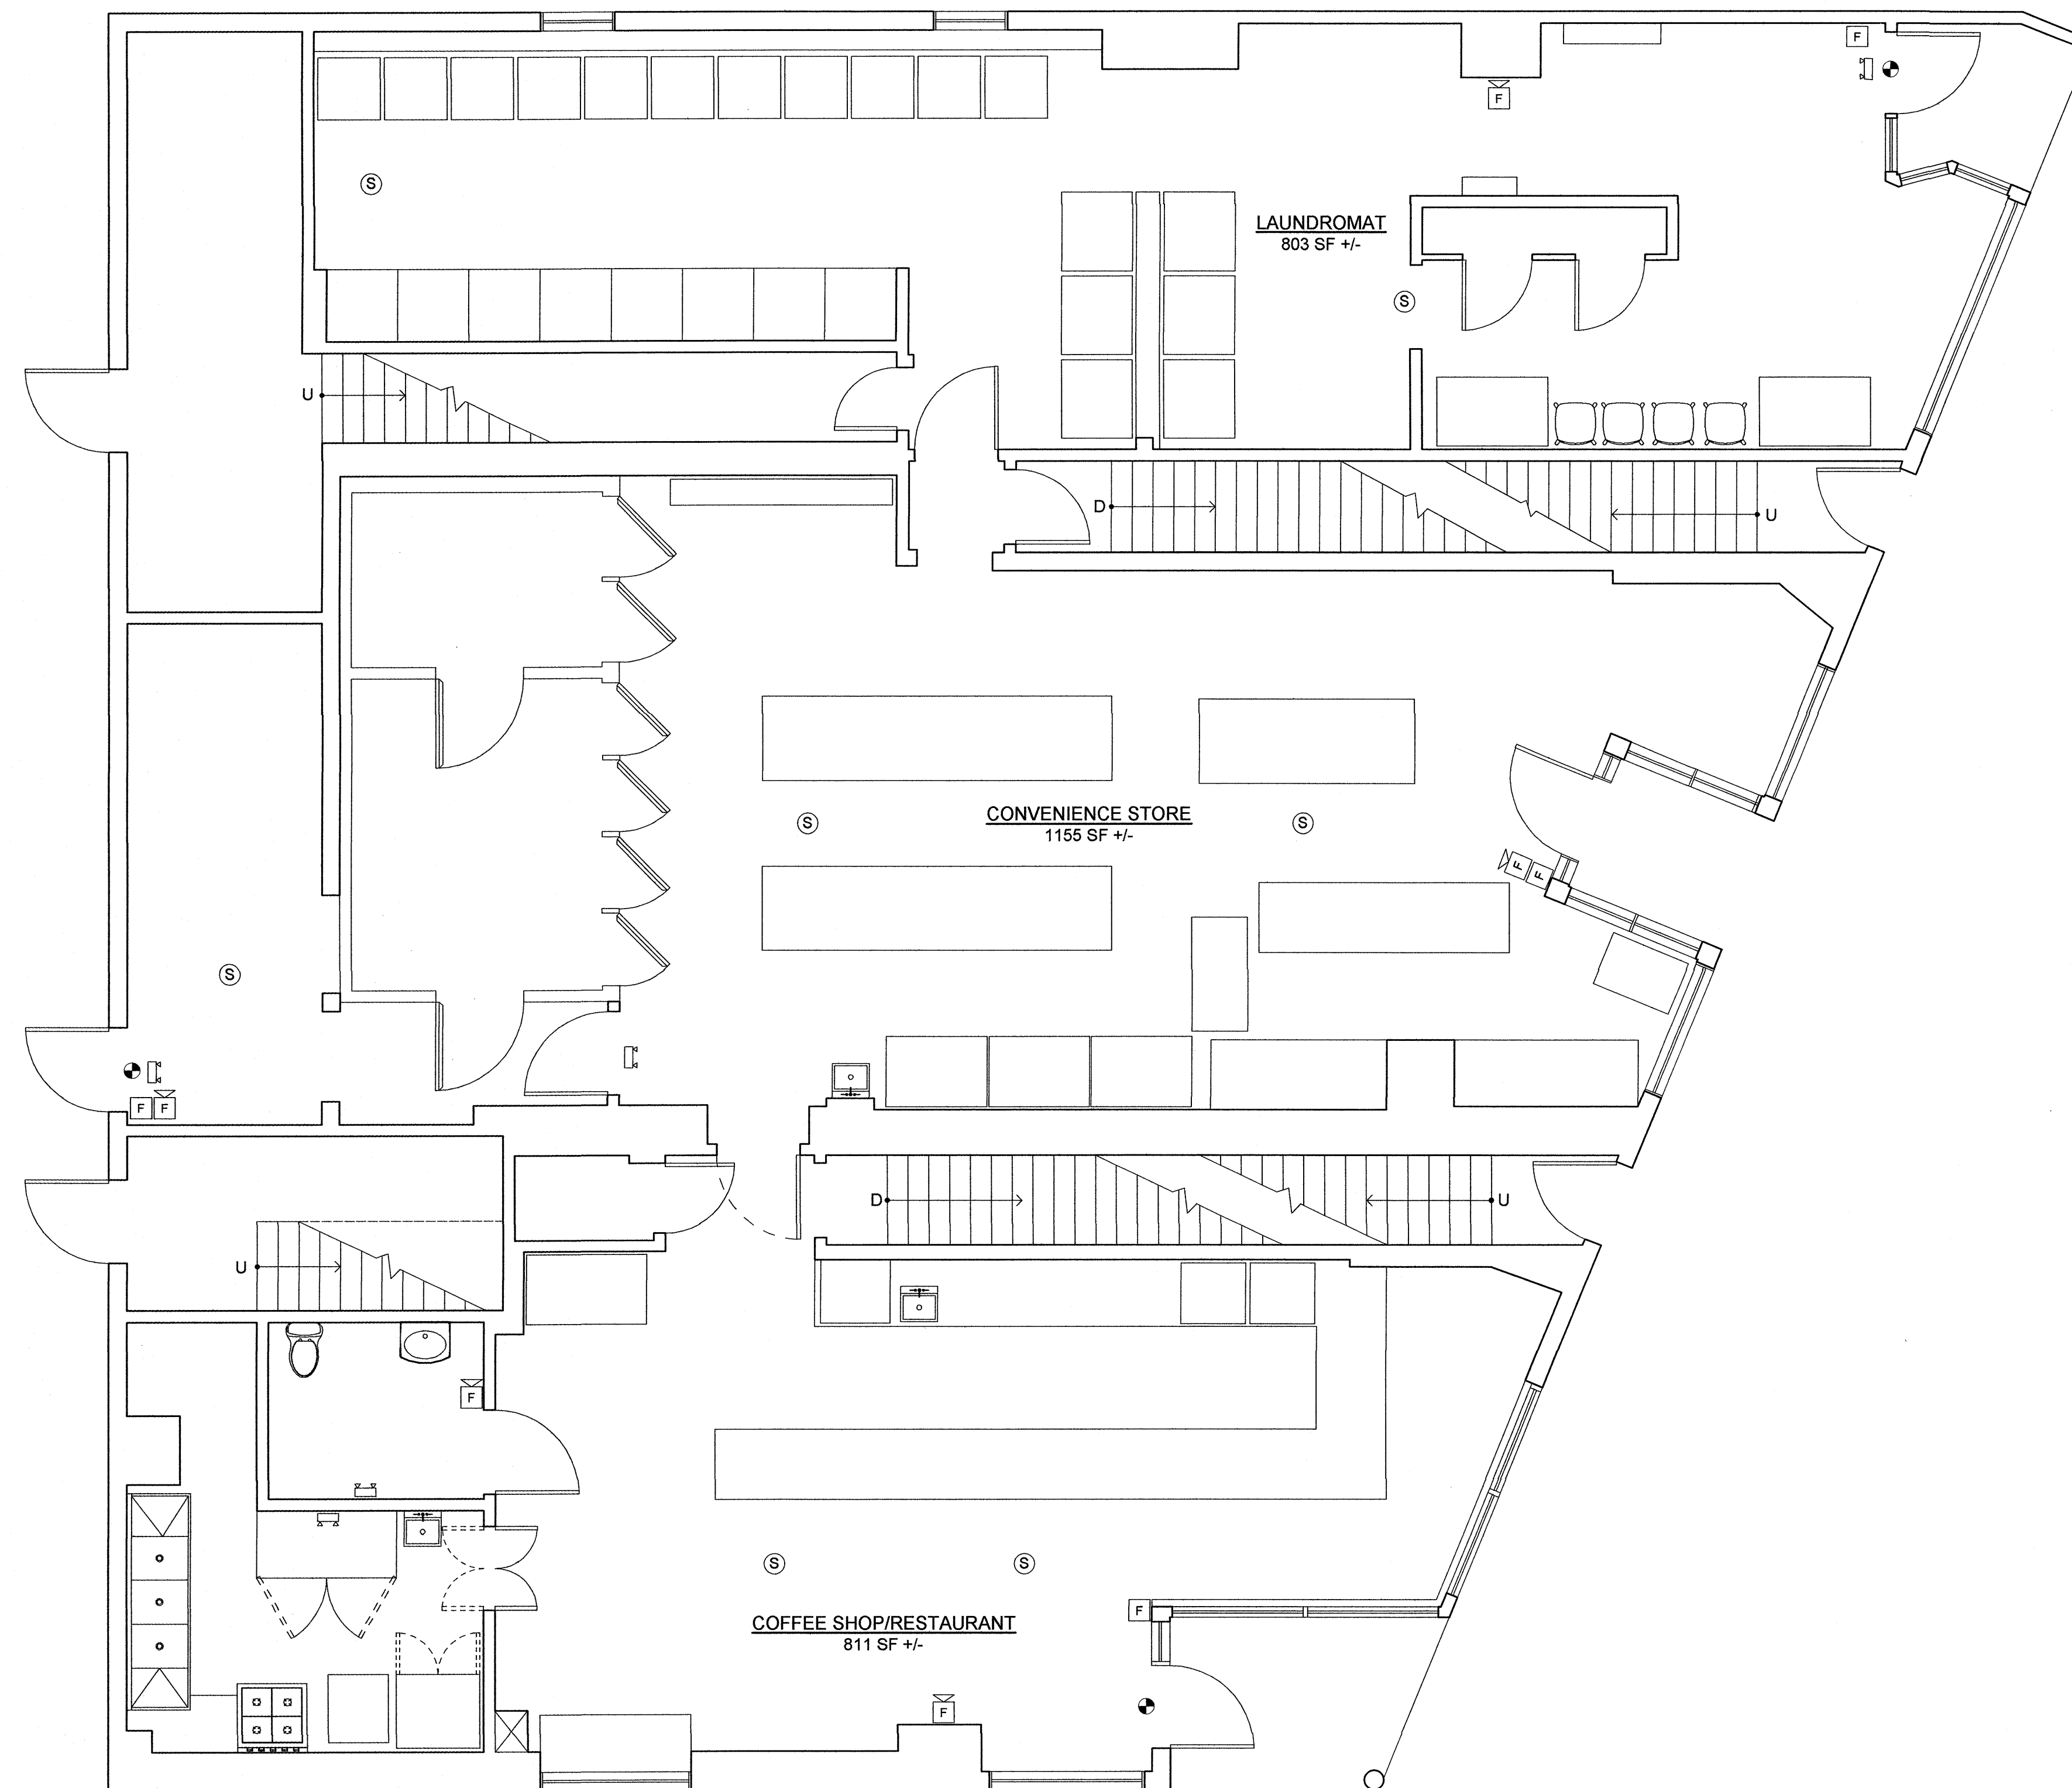 F
F
S
LAUNDROMAT
803 SF +/-
S
U
D
U
CONVENIENCE STORE
1155 SF +/-
S
S
F
F
S
F
F
D
U
U
F
S
S
F
COFFEE SHOP/RESTAURANT
811 SF +/-
F